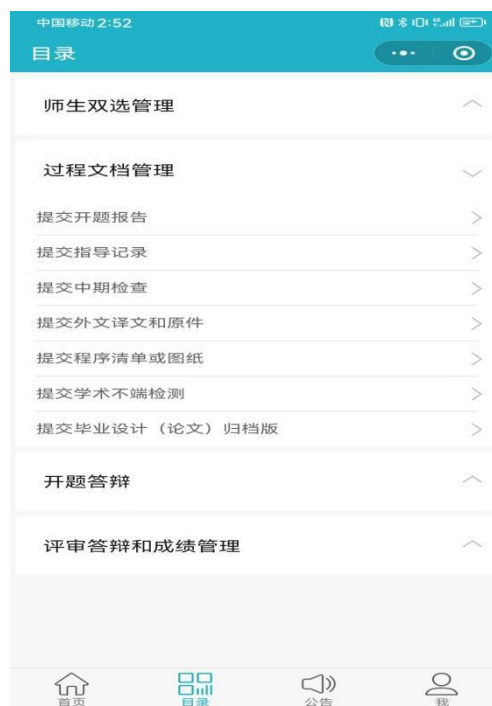 中国移动 2:52
目录
师生双选管理
过程文档管理
提交开题报告
提交指导记录
提交中期检查
提交外文译文和原件
提交程序清单或图纸
提交学术不端检测
提交毕业设计（论文）归档版
开题答辩
评审答辩和成绩管理
首页
目录
公告
我